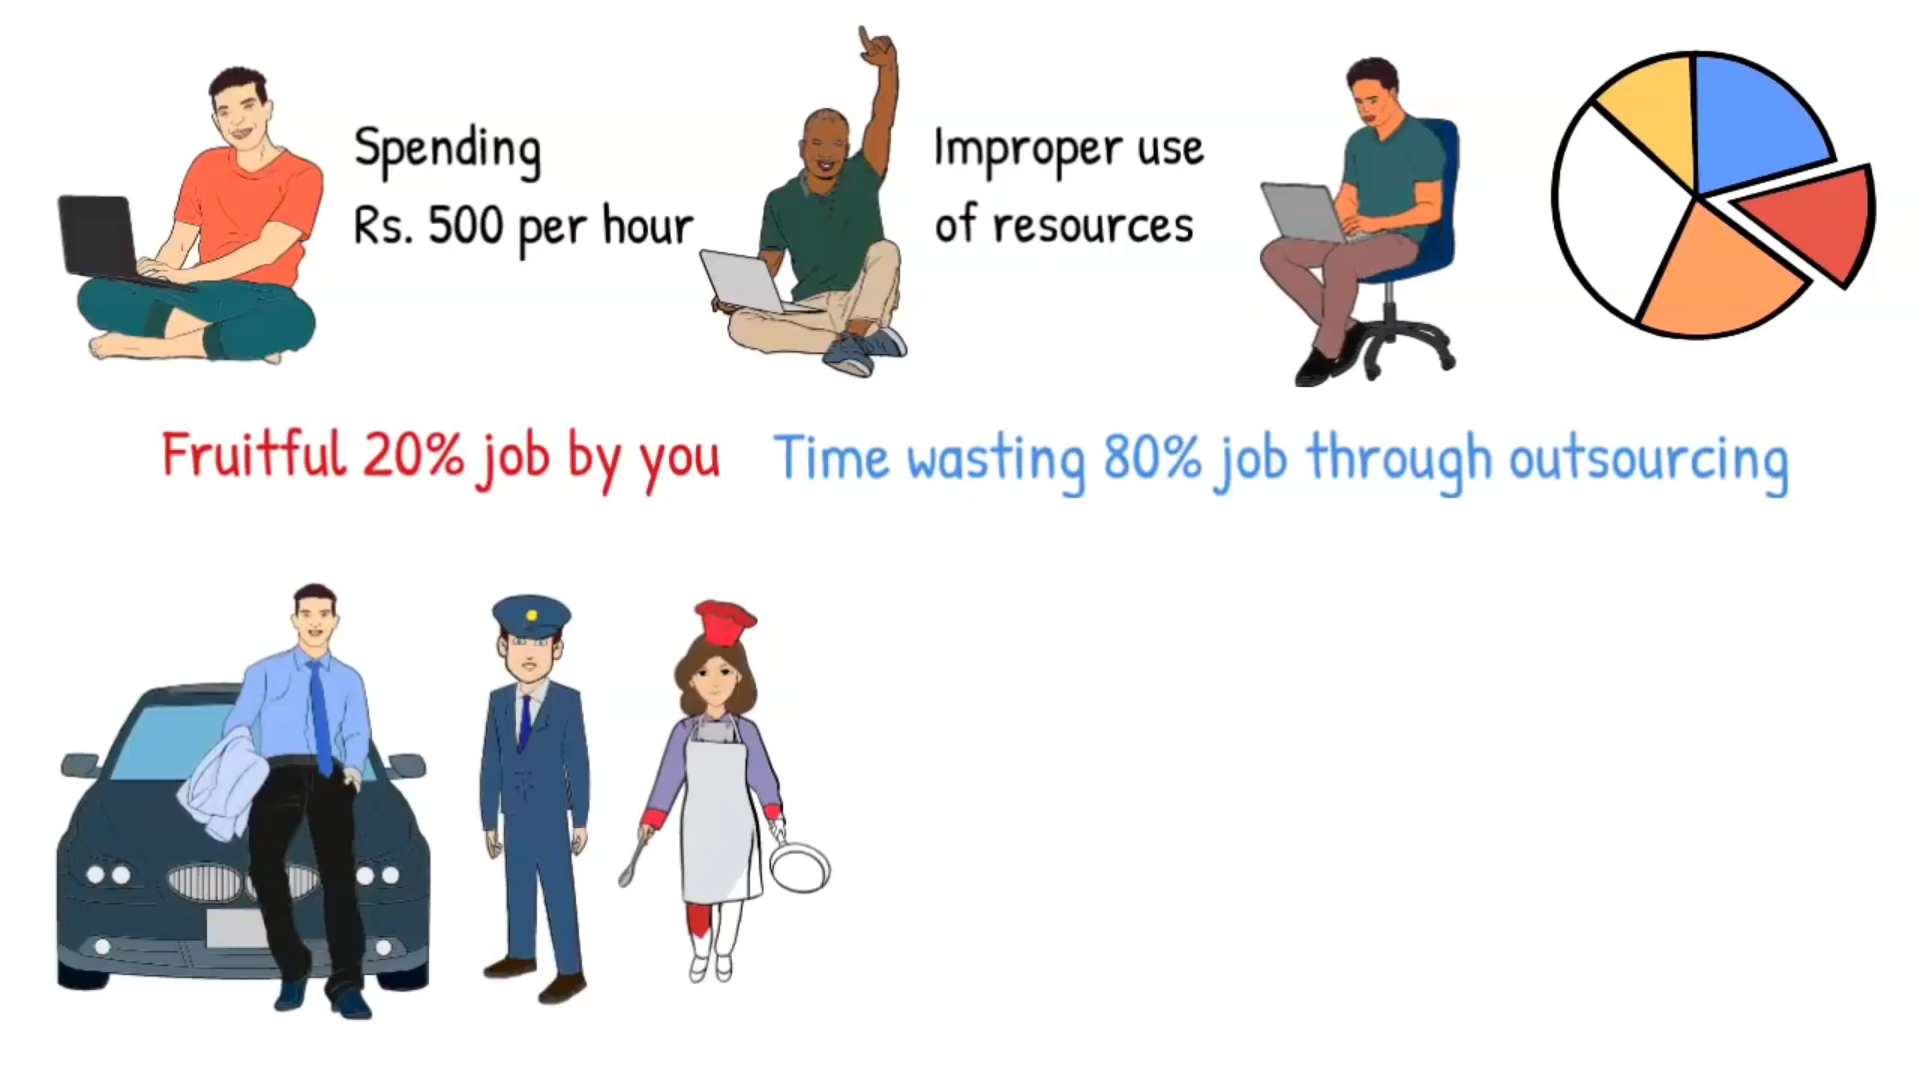 Spending
Rs. 500 per hour
Improper use
of resources
Fruitful 20% job by you
Time wasting 80% job through outsourcing